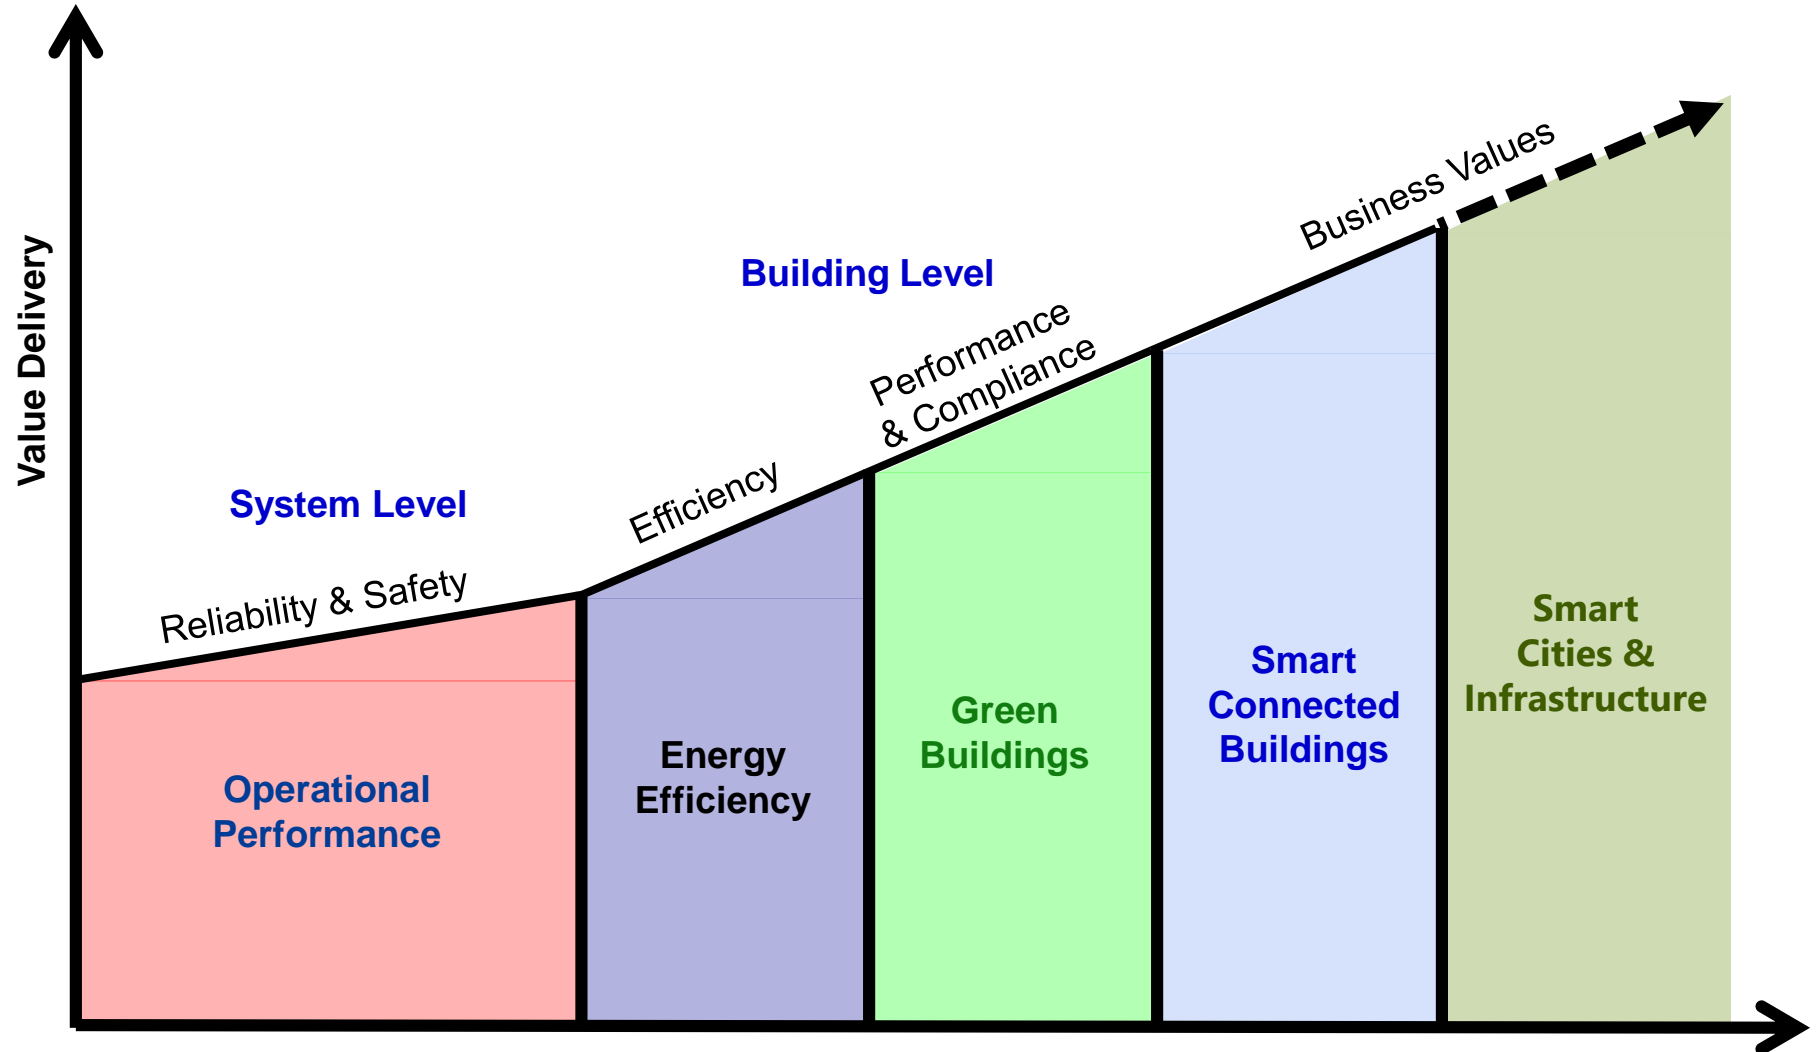 Value Delivery
System Level
Building Level
Reliability & Safety
Efficiency
Performance
& Compliance
Business Values
Operational
Performance
Energy
Efficiency
Green
Buildings
Smart
Connected
Buildings
Smart
Cities &
Infrastructure